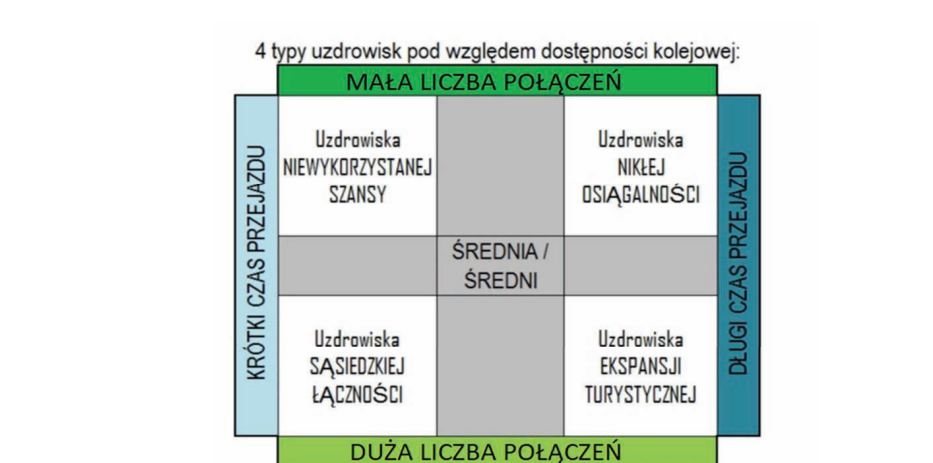 4 typy uzdrowisk pod względem dostępności kolejowej:
MAŁA LICZBA POŁĄCZEŃ
KRÓTKI CZAS PRZEJAZDU
Uzdrowiska
NIEWYKORZYSTANEJ
SZANSY
Uzdrowiska
NIKŁEJ
OSIĄGALNOŚCI
DŁUGI CZAS PRZEJAZDU
ŚREDNIA /
ŚREDNI
Uzdrowiska
SĄSIEDZKIEJ
ŁĄCZNOŚCI
Uzdrowiska
EKSPANSJI
TURYSTYCZNEJ
DUŻA LICZBA POŁĄCZEŃ